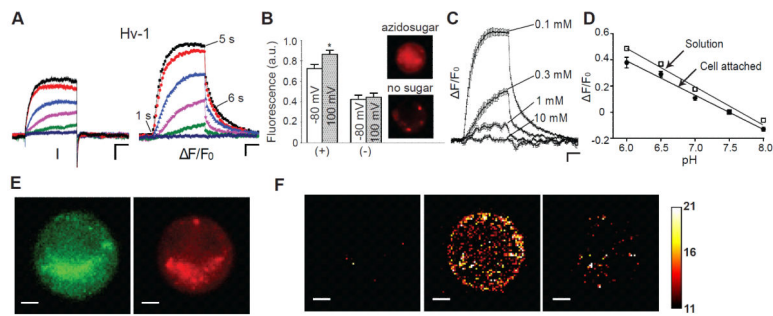 A
Hv-1
5 s
1 s
6 s
I
ΔF/F0
B
Fluorescence (a.u.)
1.0
0.8
0.6
0.4
0.2
0
*
-80 mV
100 mV
-80 mV
100 mV
(+)
(-)
azidosugar
no sugar
C
ΔF/F0
0.1 mM
0.3 mM
1 mM
10 mM
D
ΔF/F0
0.6
0.4
0.2
0
-0.2
Solution
Cell attached
6.0
6.5
7.0
7.5
8.0
pH
E
F
21
16
11